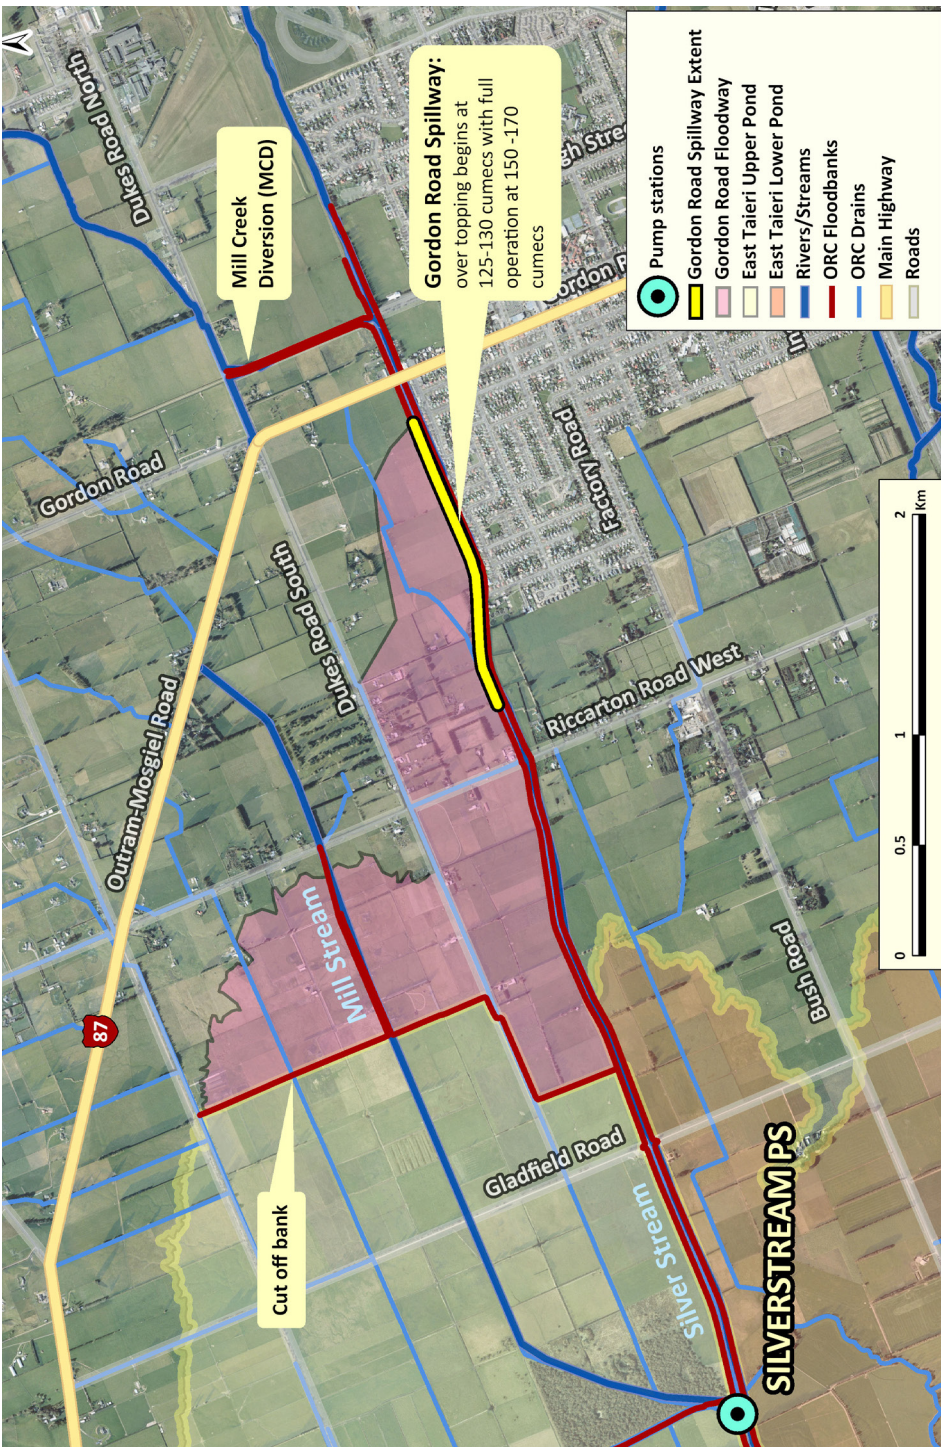 Dukes Road North
Mill Creek
Diversion (MCD)
Gordon Road Spillway:
over topping begins at
125-130 cumecs with full
operation at 150 -170
cumecs
Gordon Road
Dukes Road South
Factory Road
Outram-Mosgiel Road
Riccarton Road West
Mill Stream
87
Bush Road
Cut off bank
Gladfield Road
Silver Stream
SILVERSTREAM PS
Pump stations
Gordon Road Spillway Extent
Gordon Road Floodway
East Taieri Upper Pond
East Taieri Lower Pond
Rivers/Streams
ORC Floodbanks
ORC Drains
Main Highway
Roads
0 0.5 1 2
Km